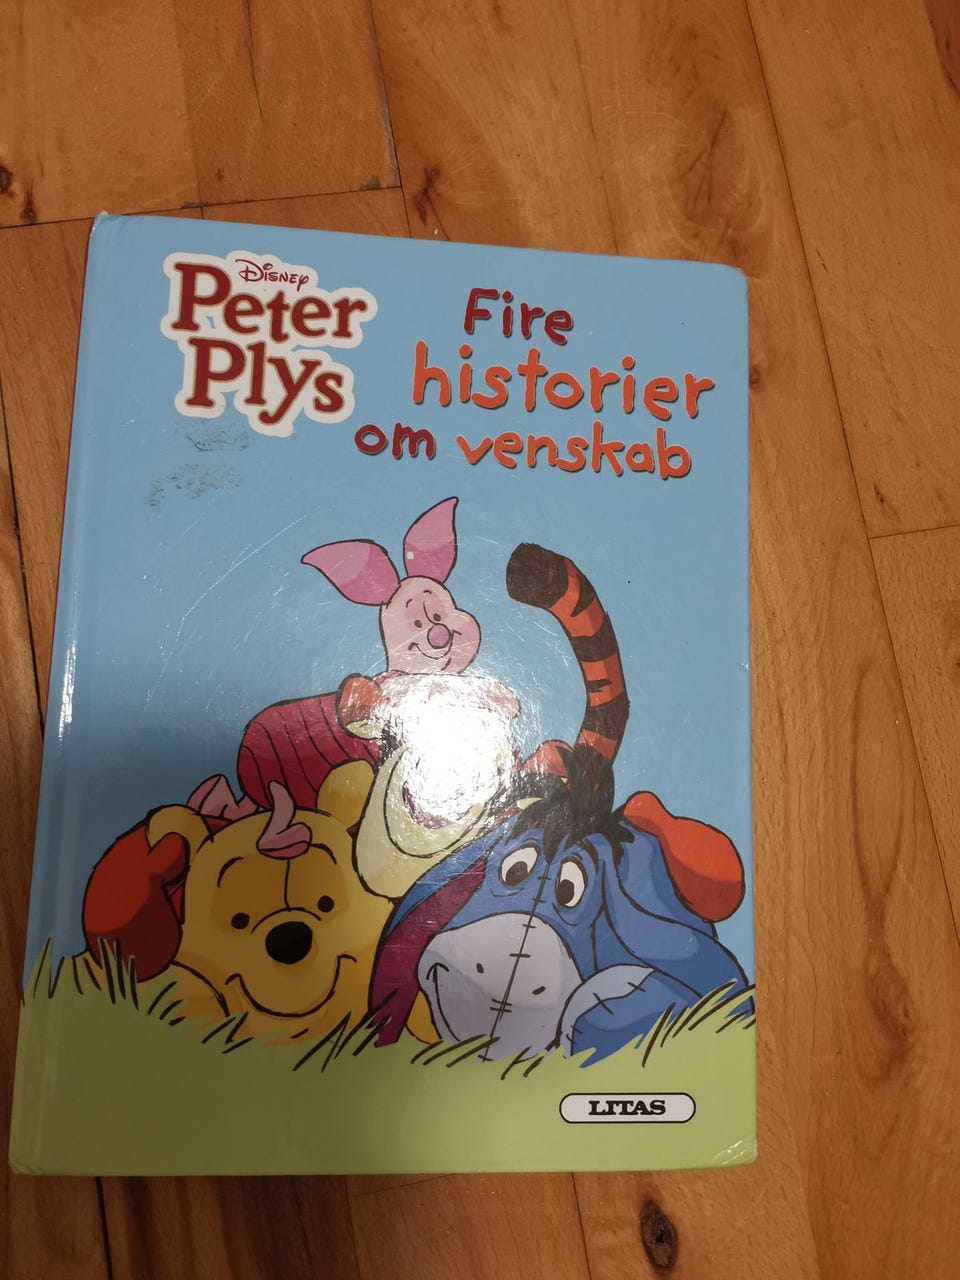 Disney
Peter
Plys
Fire
historier
om venskab
LITAS